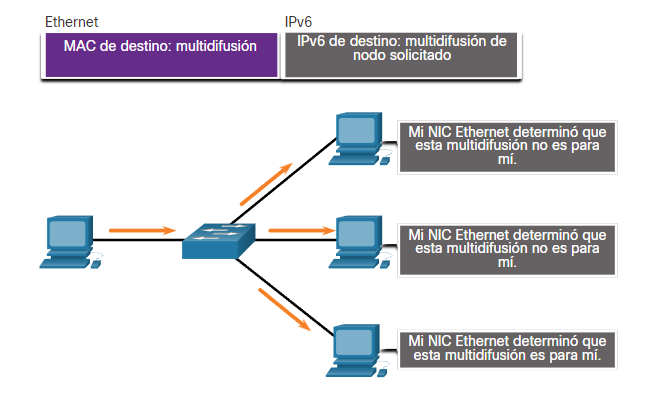 Ethernet
IPv6
MAC de destino: multidifusión
IPv6 de destino: multidifusión de
nodo solicitado
Mi NIC Ethernet determinó que
esta multidifusión no es para
mí.
Mi NIC Ethernet determinó que
esta multidifusión no es para
mí.
Mi NIC Ethernet determinó que
esta multidifusión es para mí.